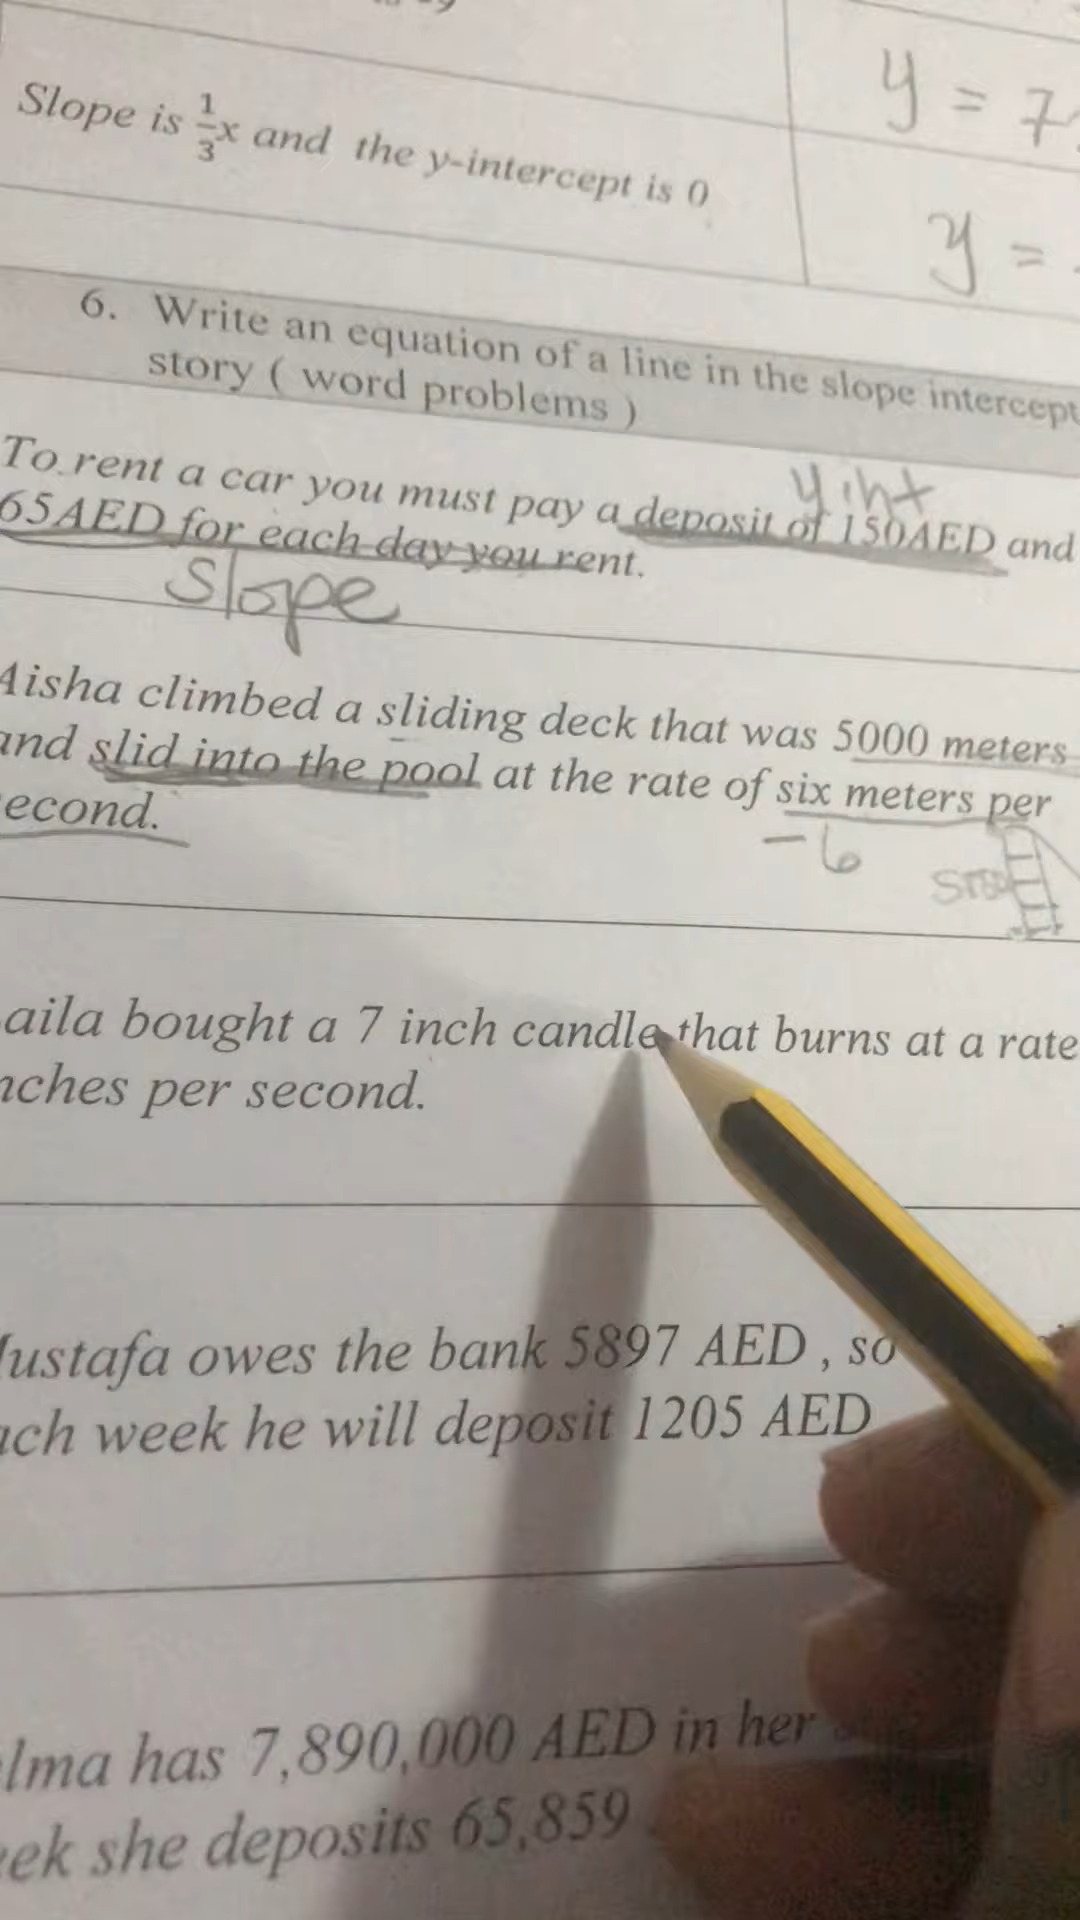 y = 7
Slope is 1/3 x and the y-intercept is 0
y =
6. Write an equation of a line in the slope intercept
story ( word problems )
y int
To rent a car you must pay a deposit of 150AED and
65AED for each day you rent.
Slope
Aisha climbed a sliding deck that was 5000 meters
and slid into the pool at the rate of six meters per
second.
-6
aila bought a 7 inch candle that burns at a rate
nches per second.
Mustafa owes the bank 5897 AED , so
ach week he will deposit 1205 AED
lma has 7,890,000 AED in her
eek she deposits 65,859